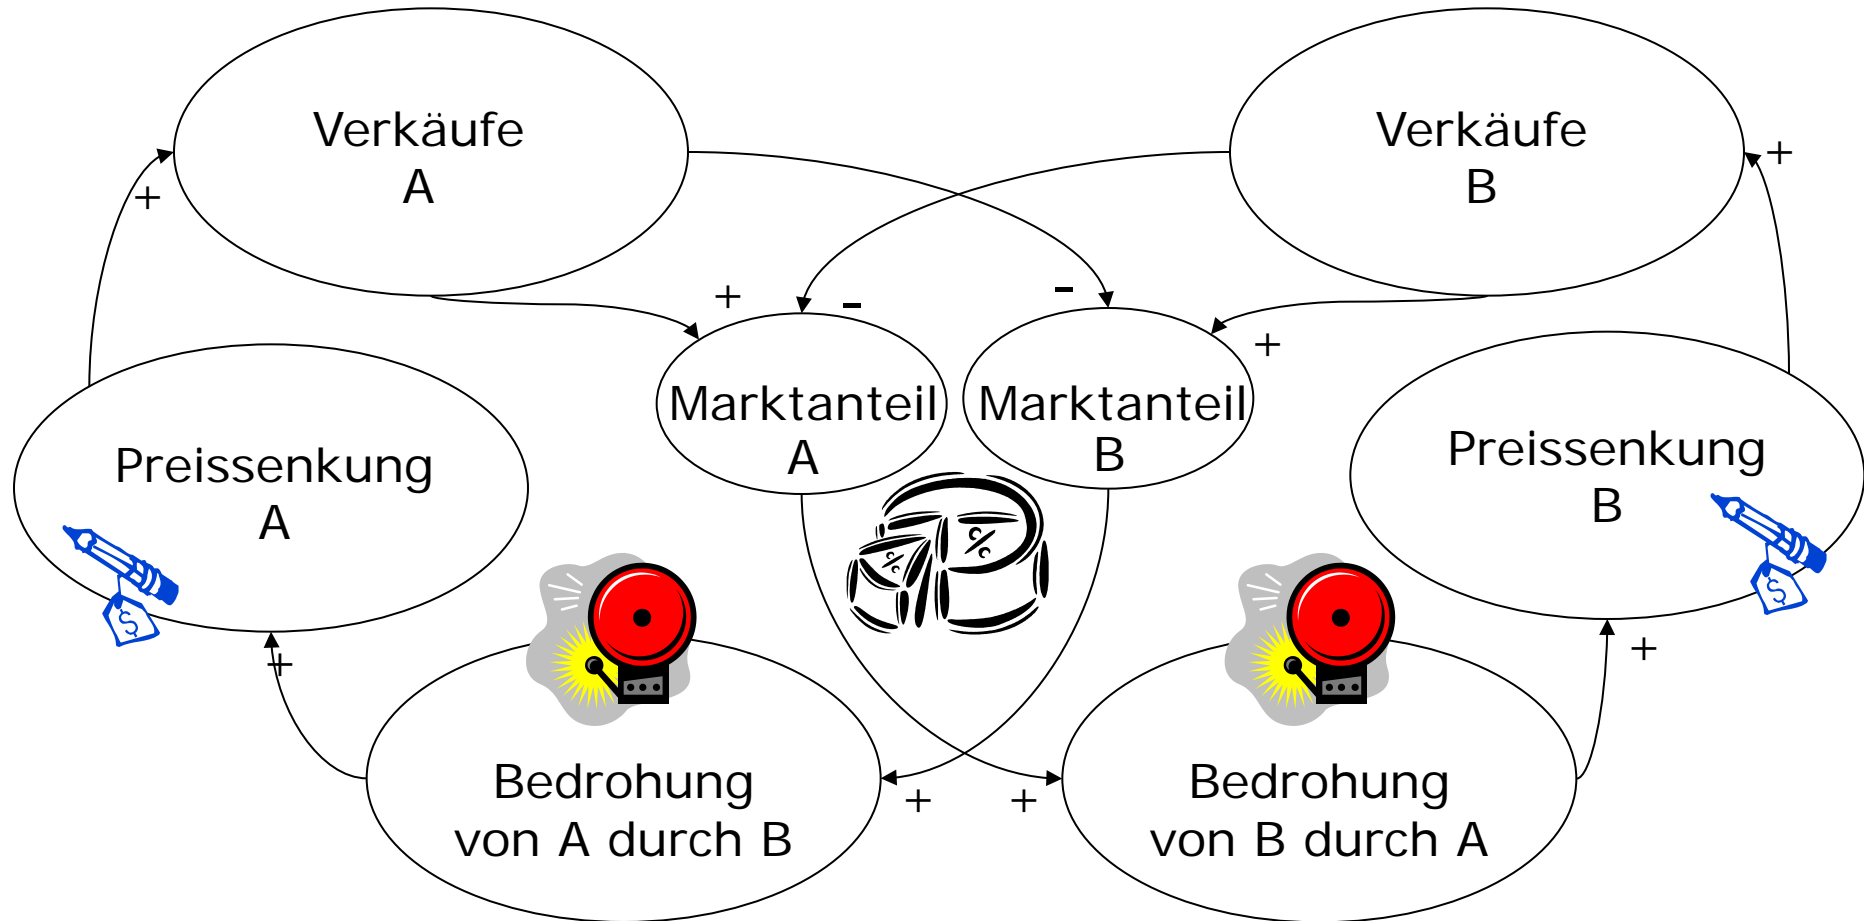 Verkäufe
A
Verkäufe
B
+
+
+
-
-
+
Marktanteil
A
Marktanteil
B
Preissenkung
A
Preissenkung
B
$
$
%
%
+
+
Bedrohung
von A durch B
+
+
Bedrohung
von B durch A